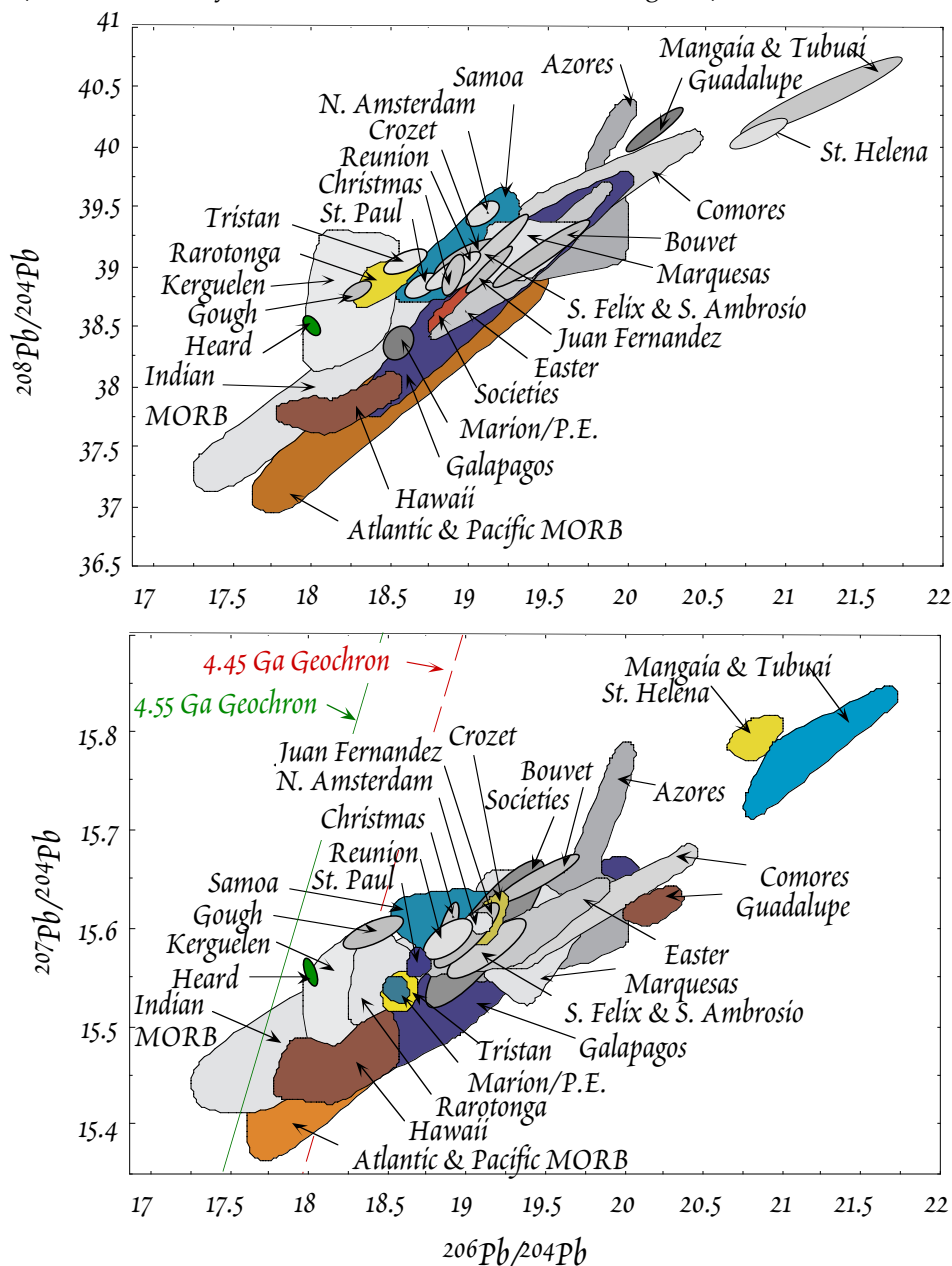 41
40.5
40
39.5
39
38.5
38
37.5
37
36.5
²⁰⁸Pb/²⁰⁴Pb
Mangaia & Tubuai
Azores
Guadalupe
Samoa
N. Amsterdam
Crozet
Reunion
Christmas
St. Paul
St. Helena
Tristan
Comores
Rarotonga
Bouvet
Kerguelen
Marquesas
Gough
S. Felix & S. Ambrosio
Heard
Juan Fernandez
Indian
MORB
Easter
Societies
Marion/P.E.
Galapagos
Hawaii
Atlantic & Pacific MORB
17 18 18.5 19 19.5 20 20.5 21 21.5 22
4.45 Ga Geochron
4.55 Ga Geochron
Mangaia & Tubuai
St. Helena
15.8
15.7
15.6
15.5
15.4
²⁰⁷Pb/²⁰⁴Pb
Juan Fernandez
Crozet
N. Amsterdam
Bouvet
Societies
Azores
Christmas
Reunion
St. Paul
Samoa
Comores
Gough
Guadalupe
Kerguelen
Easter
Heard
Marquesas
Indian
MORB
S. Felix & S. Ambrosio
Tristan
Galapagos
Marion/P.E.
Rarotonga
Hawaii
Atlantic & Pacific MORB
17 17.5 18 18.5 19 19.5 20 20.5 21 21.5 22
²⁰⁶Pb/²⁰⁴Pb